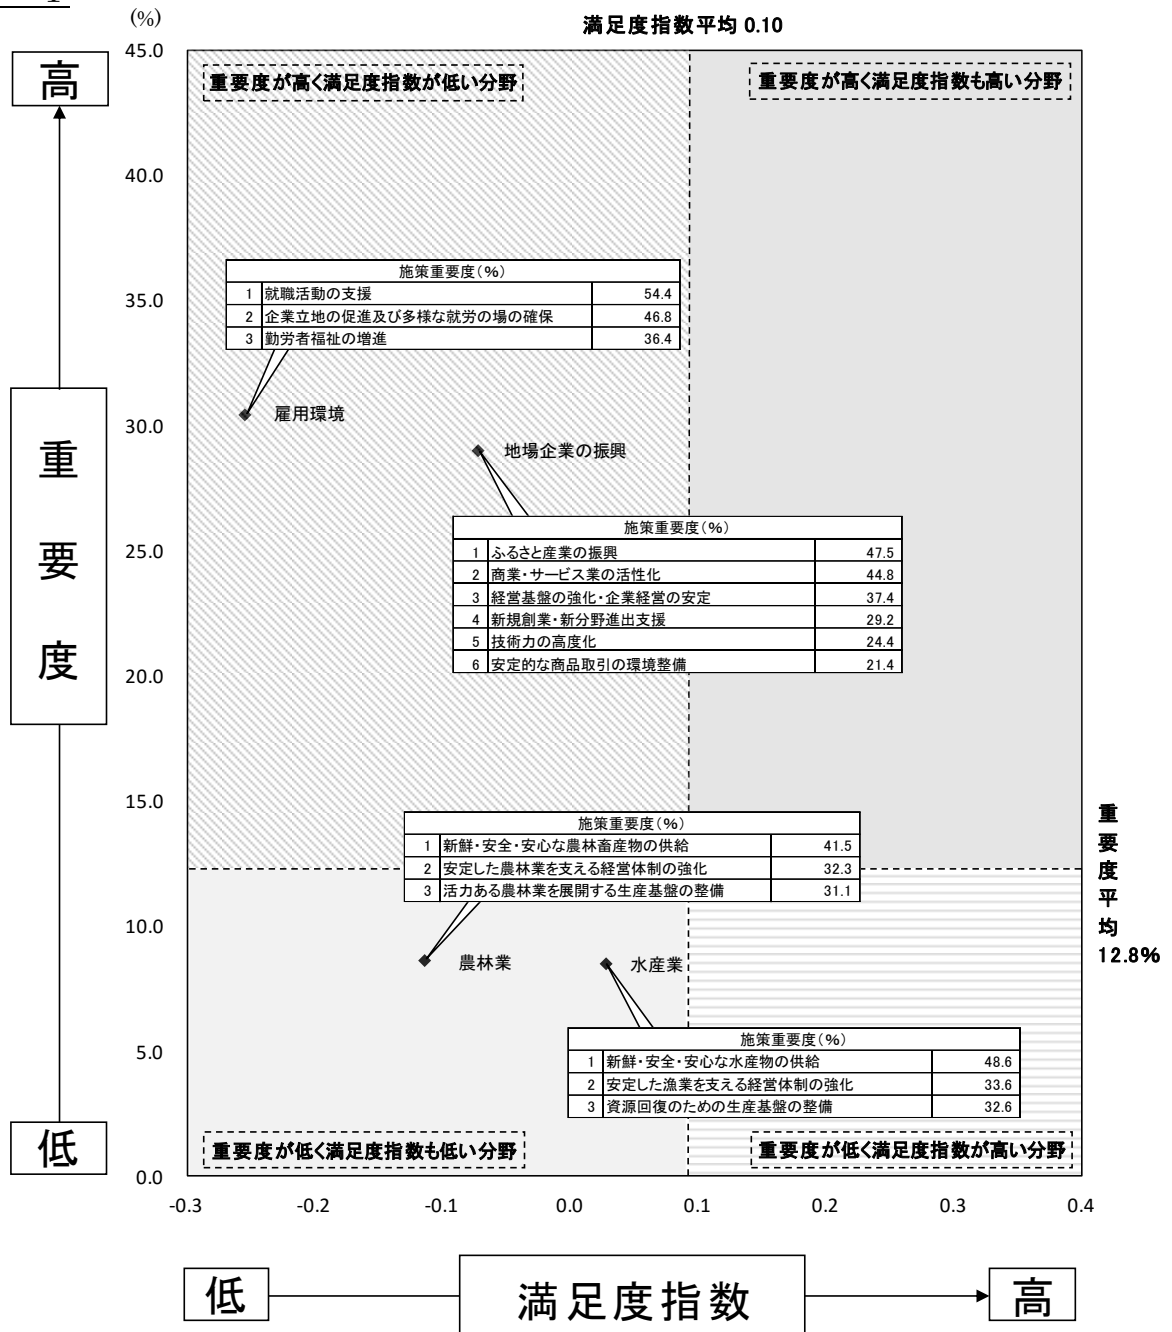 (%)
満足度指数平均 0.10
45.0
高
重要度が高く満足度指数が低い分野
重要度が高く満足度指数も高い分野
40.0
施策重要度(%)
1 就職活動の支援 54.4
2 企業立地の促進及び多様な就労の場の確保 46.8
3 勤労者福祉の増進 36.4
35.0
雇用環境
30.0
地場企業の振興
重要度
施策重要度(%)
1 ふるさと産業の振興 47.5
2 商業・サービス業の活性化 44.8
3 経営基盤の強化・企業経営の安定 37.4
4 新規創業・新分野進出支援 29.2
5 技術力の高度化 24.4
6 安定的な商品取引の環境整備 21.4
25.0
20.0
15.0
施策重要度(%)
1 新鮮・安全・安心な農林畜産物の供給 41.5
2 安定した農林業を支える経営体制の強化 32.3
3 活力ある農林業を展開する生産基盤の整備 31.1
重要度平均
12.8%
10.0
農林業
水産業
施策重要度(%)
1 新鮮・安全・安心な水産物の供給 48.6
2 安定した漁業を支える経営体制の強化 33.6
3 資源回復のための生産基盤の整備 32.6
5.0
低
重要度が低く満足度指数も低い分野
重要度が低く満足度指数が高い分野
0.0
-0.3 -0.2 -0.1 0.0 0.1 0.2 0.3 0.4
低 満足度指数 高